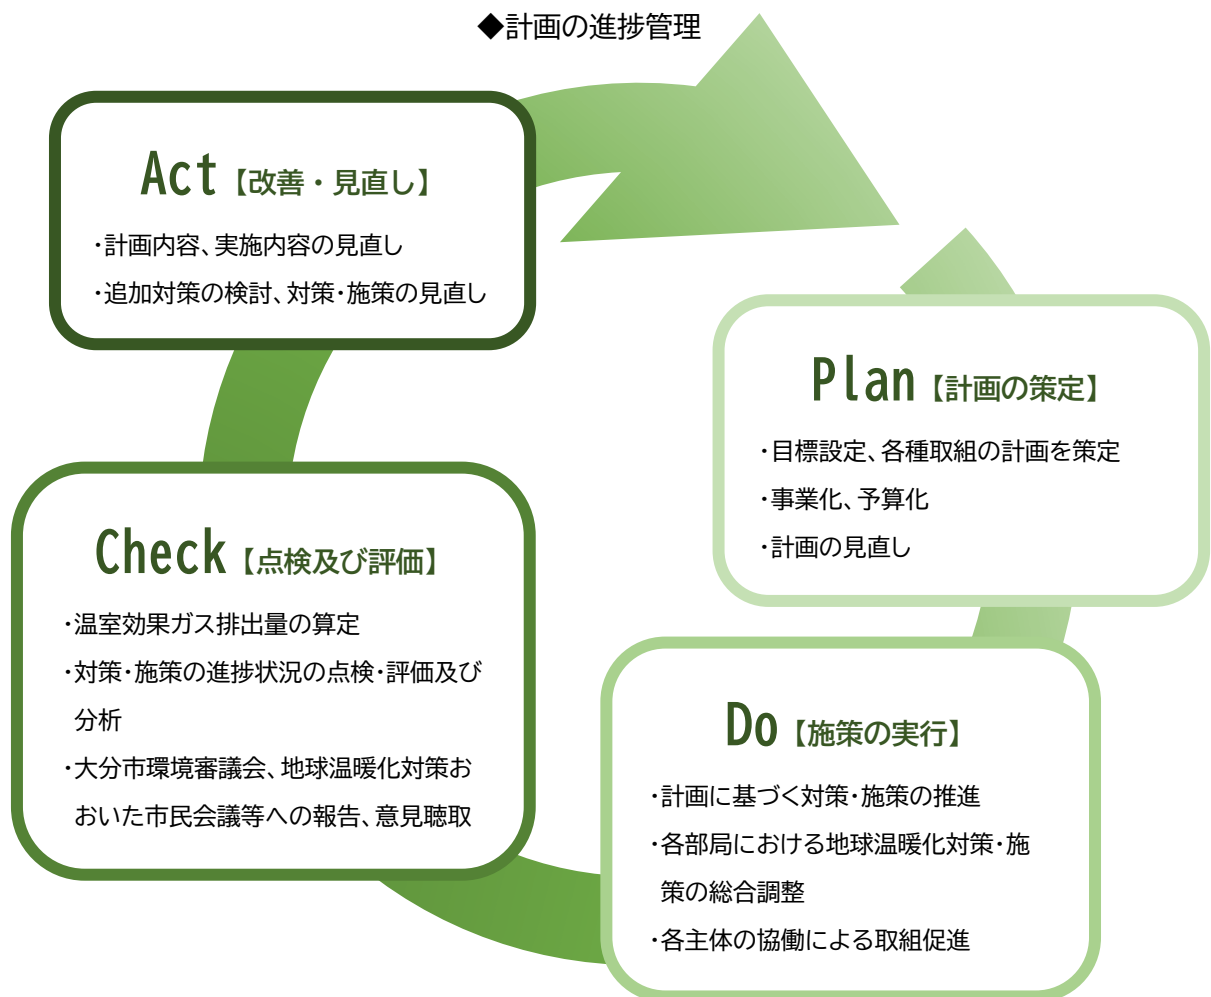 ◆計画の進捗管理
Act【改善・見直し】
・計画内容、実施内容の見直し
・追加対策の検討、対策・施策の見直し
Plan【計画の策定】
・目標設定、各種取組の計画を策定
・事業化、予算化
・計画の見直し
Check【点検及び評価】
・温室効果ガス排出量の算定
・対策・施策の進捗状況の点検・評価及び
分析
・大分市環境審議会、地球温暖化対策お
おいた市民会議等への報告、意見聴取
Do【施策の実行】
・計画に基づく対策・施策の推進
・各部局における地球温暖化対策・施
策の総合調整
・各主体の協働による取組促進